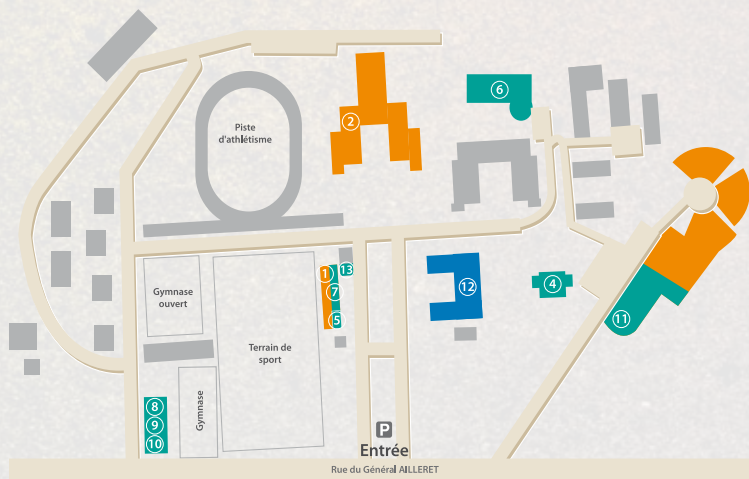 6
2
Piste
d'athlétisme
1
13
12
4
Gymnase
ouvert
7
5
11
Terrain de
sport
8
9
10
Gymnase
P
Entrée
Rue du Général AILLERET